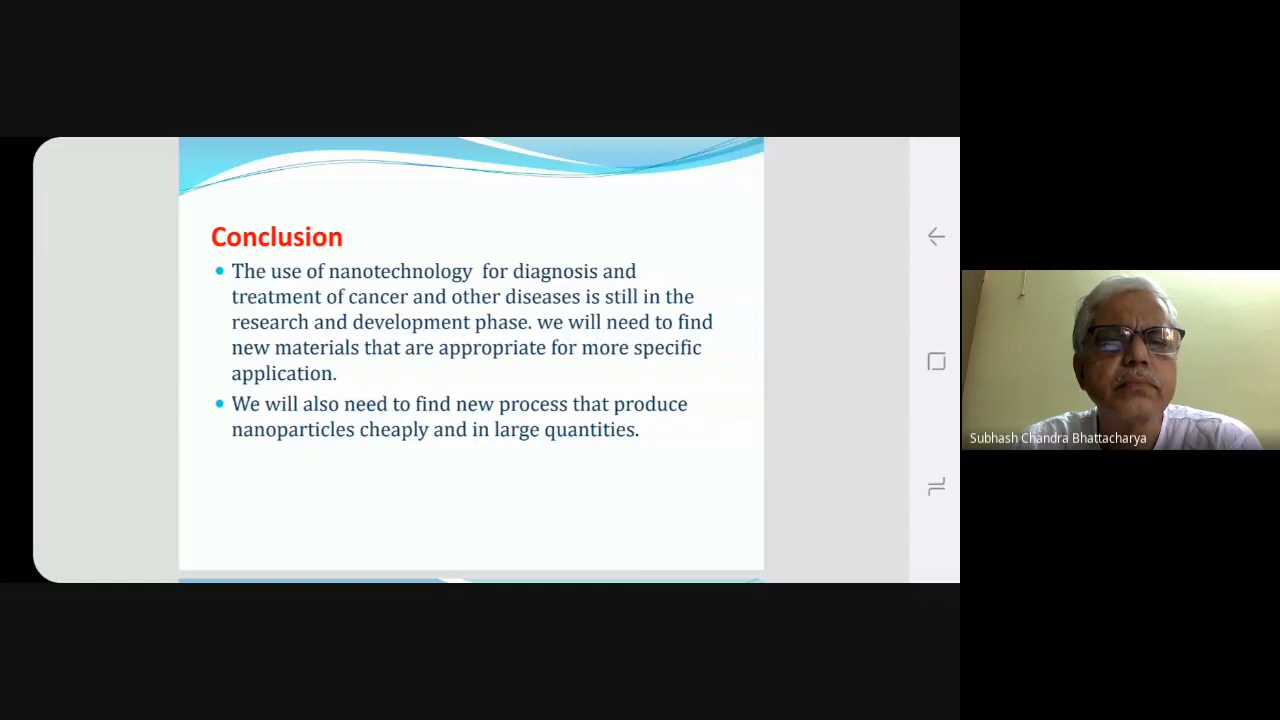 Conclusion
• The use of nanotechnology  for diagnosis and
treatment of cancer and other diseases is still in the
research and development phase. we will need to find
new materials that are appropriate for more specific
application.
• We will also need to find new process that produce
nanoparticles cheaply and in large quantities.
Subhash Chandra Bhattacharya